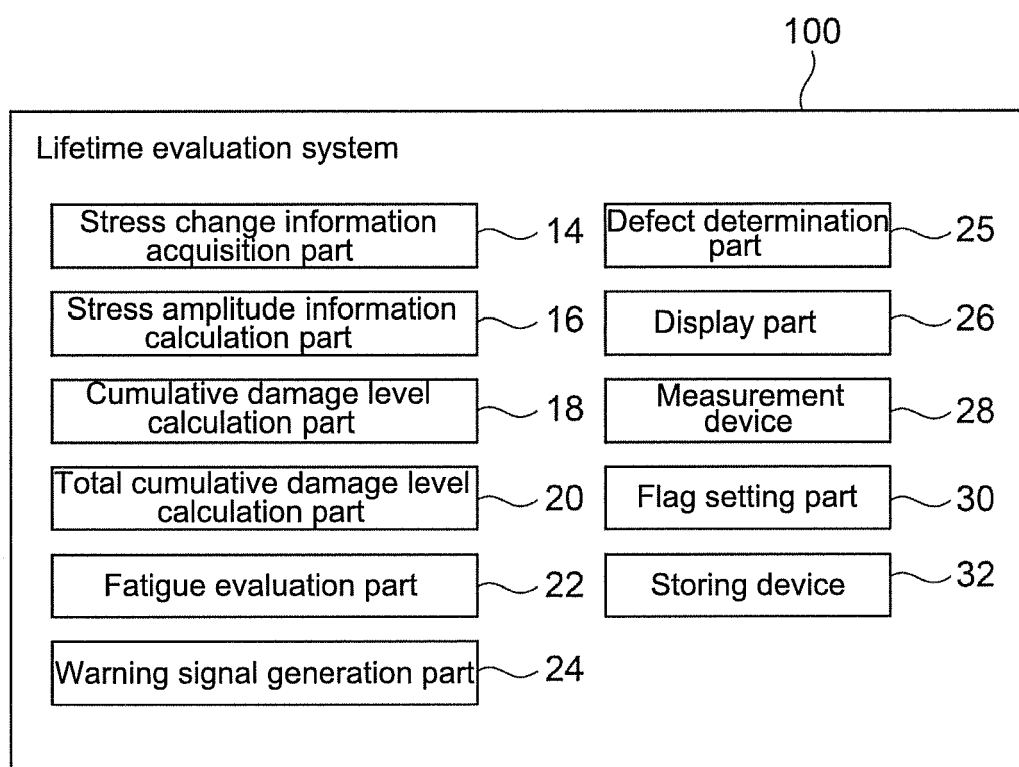 100
Lifetime evaluation system
Stress change information
acquisition part
14
Stress amplitude information
calculation part
16
Cumulative damage level
calculation part
18
Total cumulative damage level
calculation part
20
Fatigue evaluation part
22
Warning signal generation part
24
Defect determination
part
25
Display part
26
Measurement
device
28
Flag setting part
30
Storing device
32